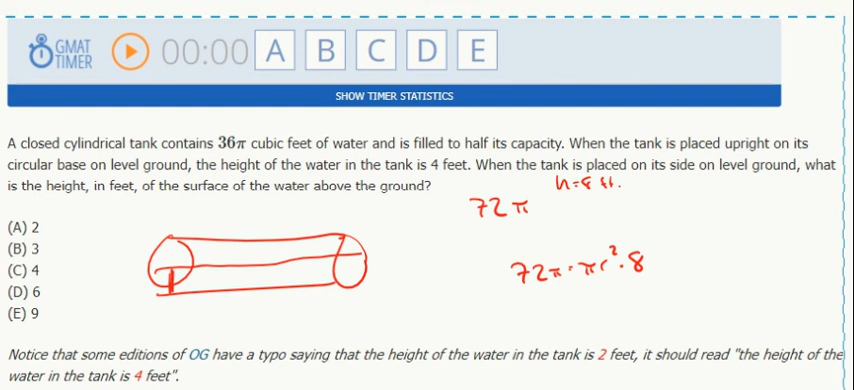 GMAT
TIMER
00:00 A B C D E
SHOW TIMER STATISTICS
A closed cylindrical tank contains 36π cubic feet of water and is filled to half its capacity. When the tank is placed upright on its
circular base on level ground, the height of the water in the tank is 4 feet. When the tank is placed on its side on level ground, what
is the height, in feet, of the surface of the water above the ground?
h=8 ft.
72π
(A) 2
(B) 3
(C) 4
(D) 6
(E) 9
72π=πr²·8
Notice that some editions of OG have a typo saying that the height of the water in the tank is 2 feet, it should read "the height of the
water in the tank is 4 feet".